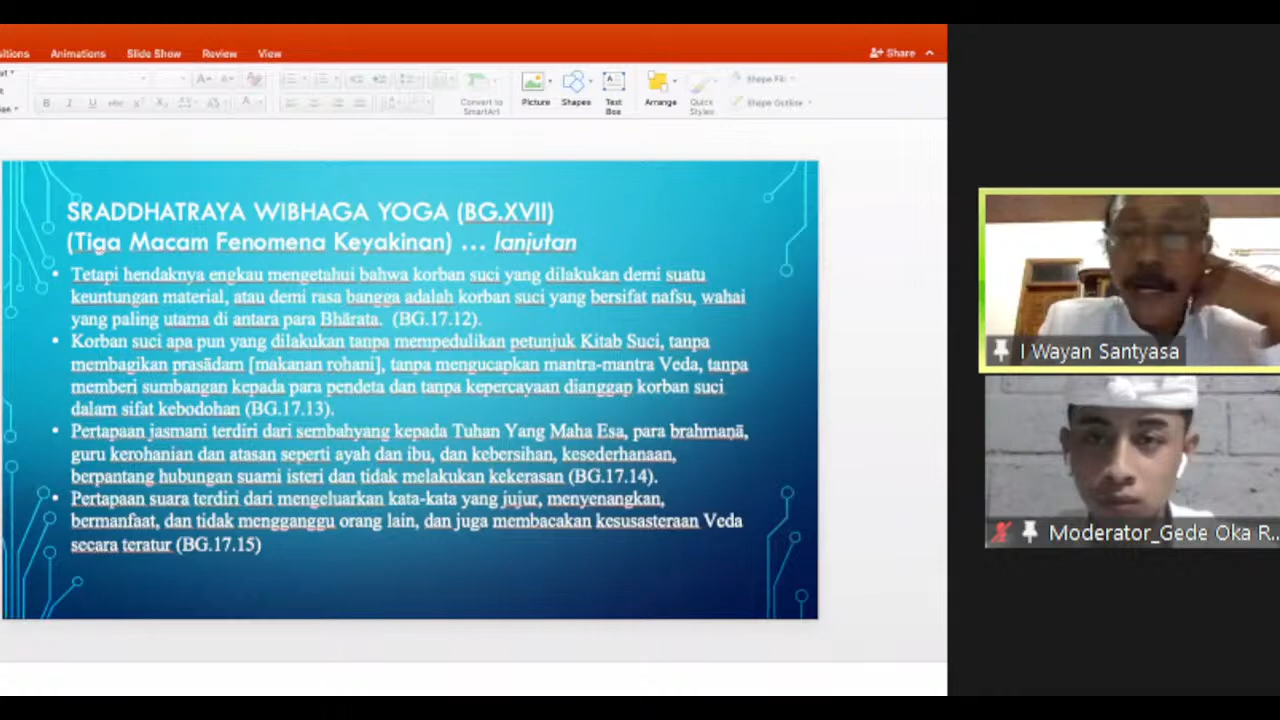 sitions Animations Slide Show Review View Share
Convert to SmartArt Picture Shapes Text Box Arrange Quick Styles Shape Fill Shape Outline
SRADDHATRAYA WIBHAGA YOGA (BG.XVII)
(Tiga Macam Fenomena Keyakinan) ... lanjutan
• Tetapi hendaknya engkau mengetahui bahwa korban suci yang dilakukan demi suatu
keuntungan material, atau demi rasa bangga adalah korban suci yang bersifat nafsu, wahai
yang paling utama di antara para Bhārata. (BG.17.12).
• Korban suci apa pun yang dilakukan tanpa mempedulikan petunjuk Kitab Suci, tanpa
membagikan prasādam [makanan rohani], tanpa mengucapkan mantra-mantra Veda, tanpa
memberi sumbangan kepada para pendeta dan tanpa kepercayaan dianggap korban suci
dalam sifat kebodohan (BG.17.13).
• Pertapaan jasmani terdiri dari sembahyang kepada Tuhan Yang Maha Esa, para brahmaṇā,
guru kerohanian dan atasan seperti ayah dan ibu, dan kebersihan, kesederhanaan,
berpantang hubungan suami isteri dan tidak melakukan kekerasan (BG.17.14).
• Pertapaan suara terdiri dari mengeluarkan kata-kata yang jujur, menyenangkan,
bermanfaat, dan tidak mengganggu orang lain, dan juga membacakan kesusasteraan Veda
secara teratur (BG.17.15)
I Wayan Santyasa
Moderator_Gede Oka R...